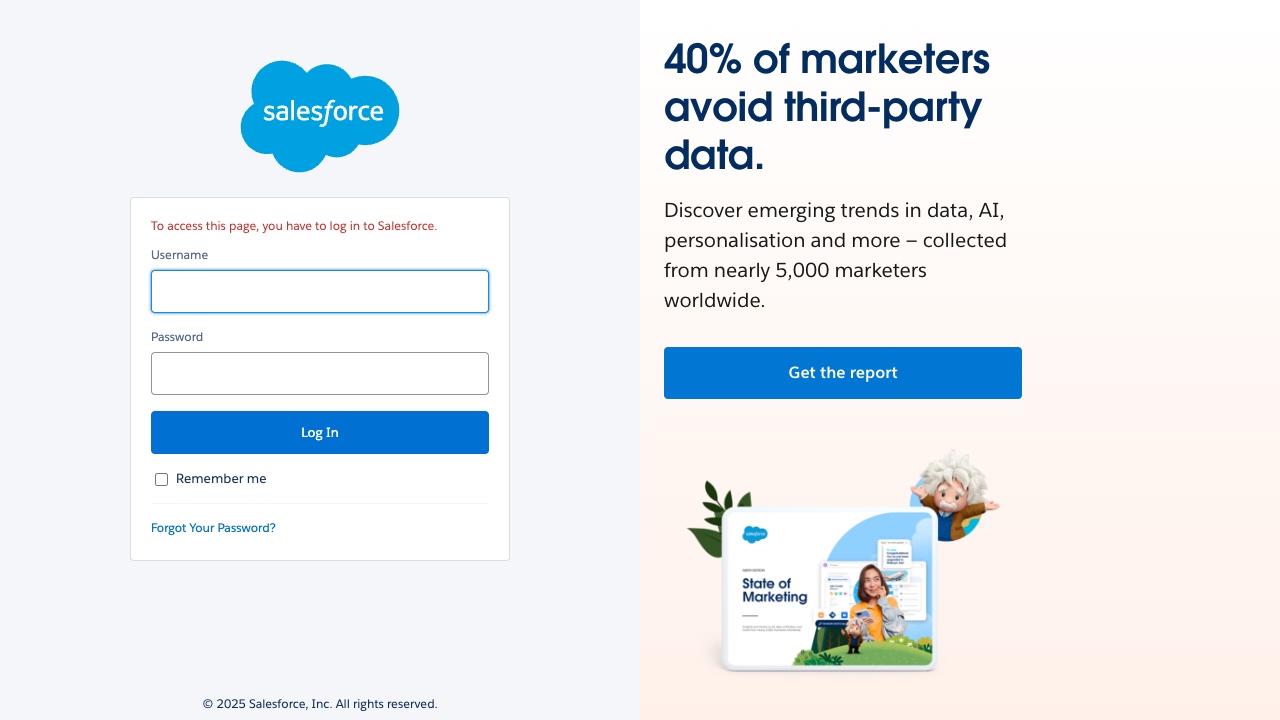 salesforce
To access this page, you have to log in to Salesforce.
Username
Password
Log In
Remember me
Forgot Your Password?
© 2025 Salesforce, Inc. All rights reserved.
40% of marketers
avoid third-party
data.
Discover emerging trends in data, AI,
personalisation and more – collected
from nearly 5,000 marketers
worldwide.
Get the report
salesforce
State of
Marketing